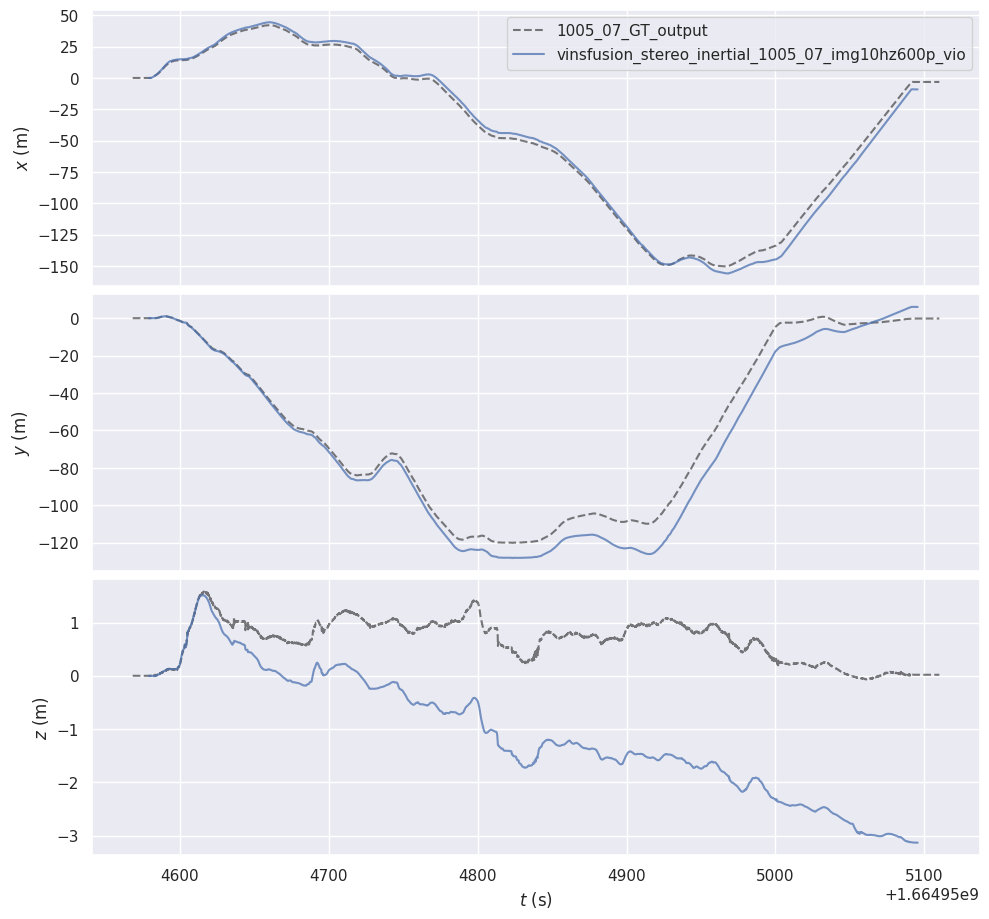 50
25
0
−25
−50
−75
−100
−125
−150
x (m)
1005_07_GT_output
vinsfusion_stereo_inertial_1005_07_img10hz600p_vio
0
−20
−40
−60
−80
−100
−120
y (m)
1
0
−1
−2
−3
z (m)
4600 4700 4800 4900 5000 5100
t (s)
+1.66495e9